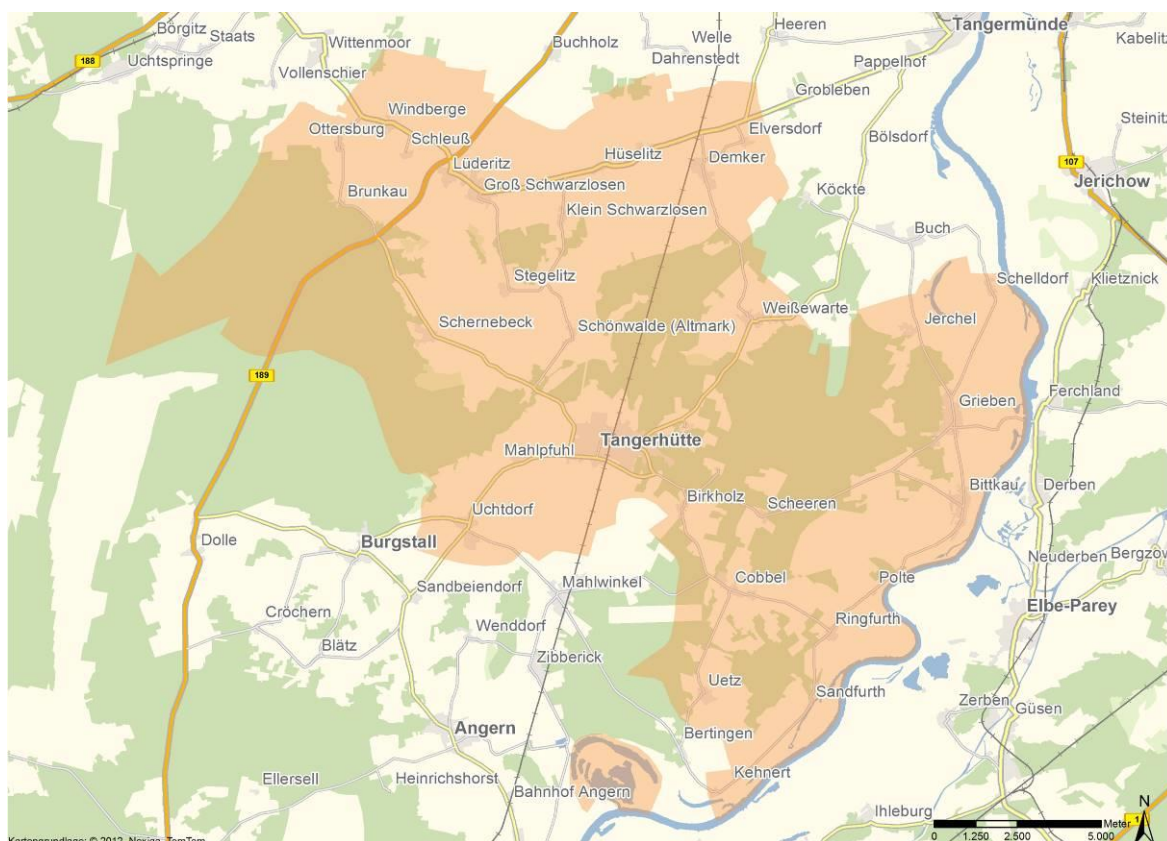 Börgitz
Staats
Wittenmoor
Buchholz
Welle
Heeren
Tangermünde
Kabelitz
188
Uchtspringe
Vollenschier
Dahrenstedt
Pappelhof
Grobleben
Windberge
Ottersburg
Schleuß
Elversdorf
Bölsdorf
Steinitz
Lüderitz
Hüselitz
Demker
107
Jerichow
Brunkau
Groß Schwarzlosen
Köckte
Klein Schwarzlosen
Buch
Stegelitz
Schelldorf
Klietznick
Weißewarte
Schernebeck
Schönwalde (Altmark)
Jerchel
189
Grieben
Ferchland
Tangerhütte
Mahlpfuhl
Birkholz
Bittkau
Derben
Scheeren
Uchtdorf
Dolle
Burgstall
Neuderben
Bergzow
Sandbeiendorf
Mahlwinkel
Cobbel
Polte
Cröchern
Elbe-Parey
Wenddorf
Ringfurth
Blätz
Zibberick
Uetz
Sandfurth
Zerben
Güsen
Angern
Bertingen
Ellersell
Heinrichshorst
Kehnert
Bahnhof Angern
Ihleburg
N
1
Meter
0 1.250 2.500 5.000